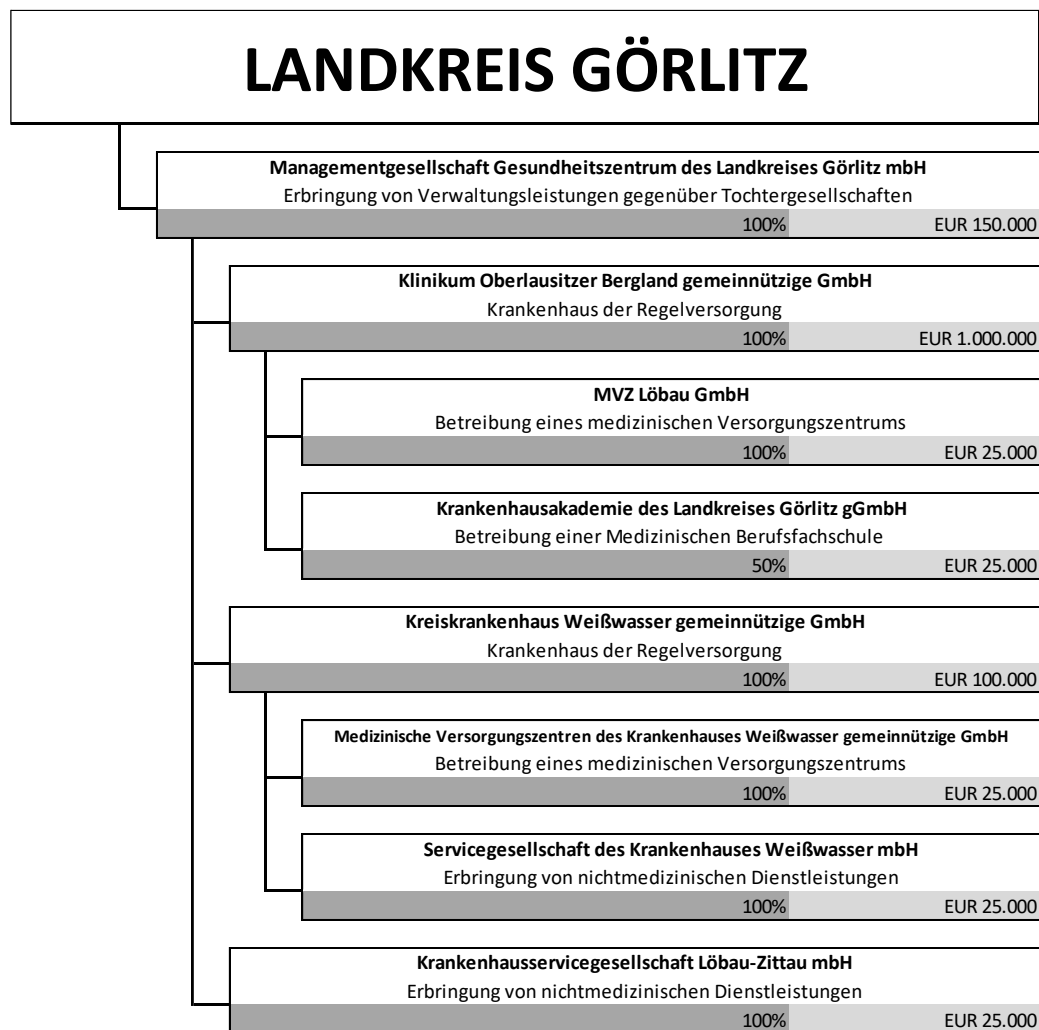 LANDKREIS GÖRLITZ
Managementgesellschaft Gesundheitszentrum des Landkreises Görlitz mbH
Erbringung von Verwaltungsleistungen gegenüber Tochtergesellschaften
100% EUR 150.000
Klinikum Oberlausitzer Bergland gemeinnützige GmbH
Krankenhaus der Regelversorgung
100% EUR 1.000.000
MVZ Löbau GmbH
Betreibung eines medizinischen Versorgungszentrums
100% EUR 25.000
Krankenhausakademie des Landkreises Görlitz gGmbH
Betreibung einer Medizinischen Berufsfachschule
50% EUR 25.000
Kreiskrankenhaus Weißwasser gemeinnützige GmbH
Krankenhaus der Regelversorgung
100% EUR 100.000
Medizinische Versorgungszentren des Krankenhauses Weißwasser gemeinnützige GmbH
Betreibung eines medizinischen Versorgungszentrums
100% EUR 25.000
Servicegesellschaft des Krankenhauses Weißwasser mbH
Erbringung von nichtmedizinischen Dienstleistungen
100% EUR 25.000
Krankenhausservicegesellschaft Löbau-Zittau mbH
Erbringung von nichtmedizinischen Dienstleistungen
100% EUR 25.000